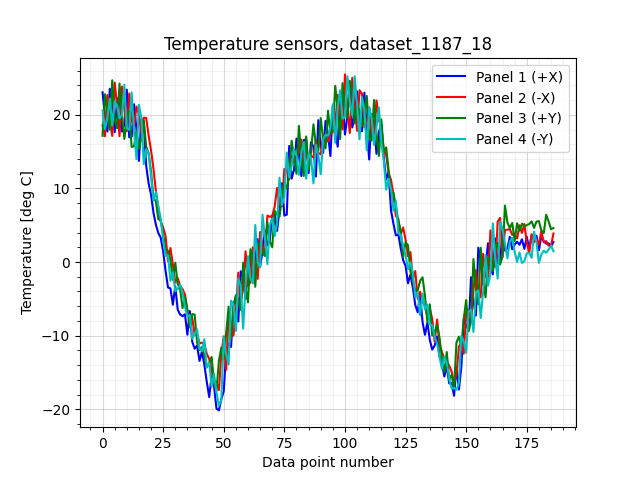 Temperature sensors, dataset_1187_18
Panel 1 (+X)
Panel 2 (-X)
Panel 3 (+Y)
Panel 4 (-Y)
Temperature [deg C]
20
10
0
−10
−20
0 25 50 75 100 125 150 175
Data point number